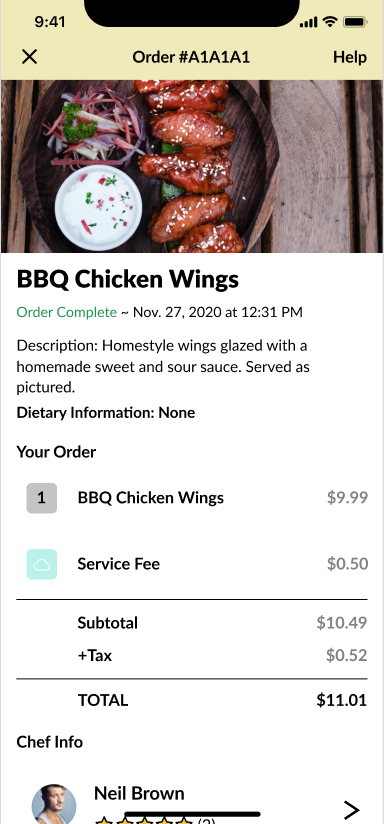 9:41
Order #A1A1A1 Help
BBQ Chicken Wings
Order Complete ~ Nov. 27, 2020 at 12:31 PM
Description: Homestyle wings glazed with a
homemade sweet and sour sauce. Served as
pictured.
Dietary Information: None
Your Order
1 BBQ Chicken Wings $9.99
Service Fee $0.50
Subtotal $10.49
+Tax $0.52
TOTAL $11.01
Chef Info
Neil Brown